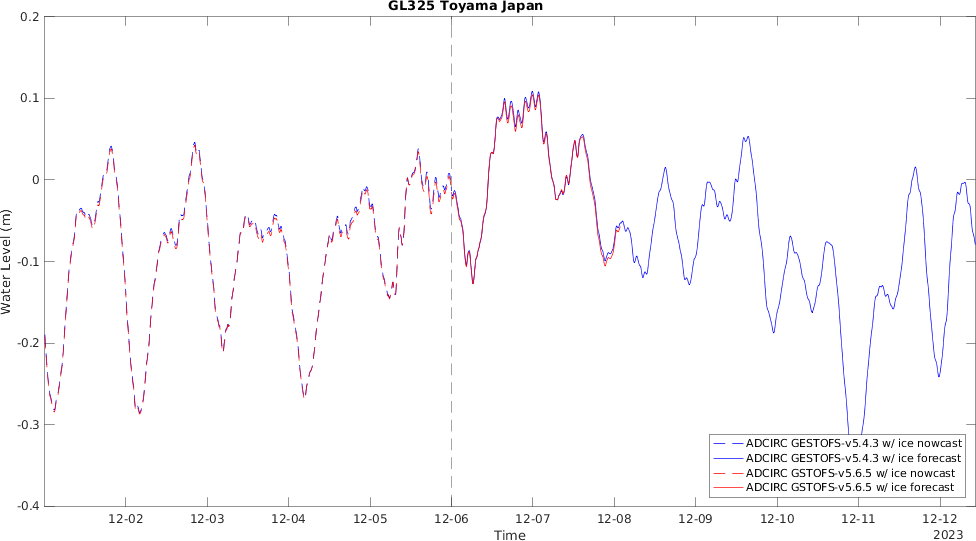 GL325 Toyama Japan
0.2
0.1
0
-0.1
-0.2
-0.3
-0.4
Water Level (m)
12-02 12-03 12-04 12-05 12-06 12-07 12-08 12-09 12-10 12-11 12-12
Time
2023
ADCIRC GESTOFS-v5.4.3 w/ ice nowcast
ADCIRC GESTOFS-v5.4.3 w/ ice forecast
ADCIRC GSTOFS-v5.6.5 w/ ice nowcast
ADCIRC GSTOFS-v5.6.5 w/ ice forecast